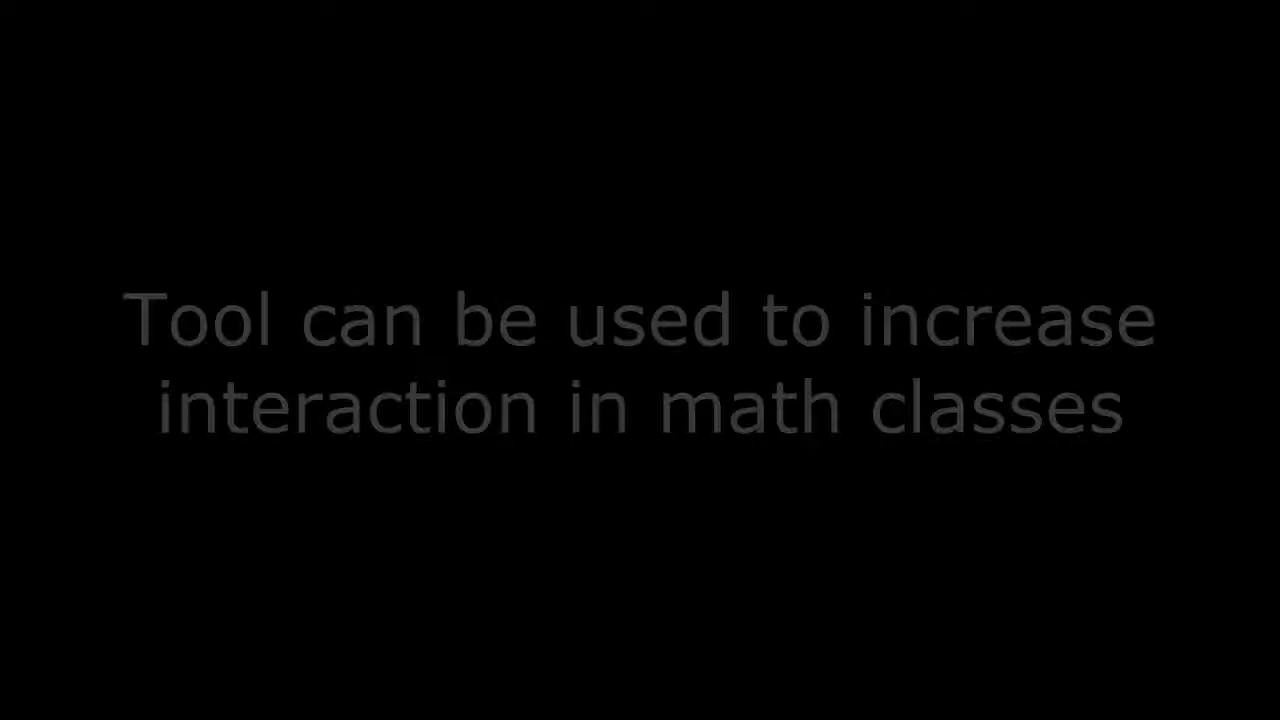 Tool can be used to increase
interaction in math classes